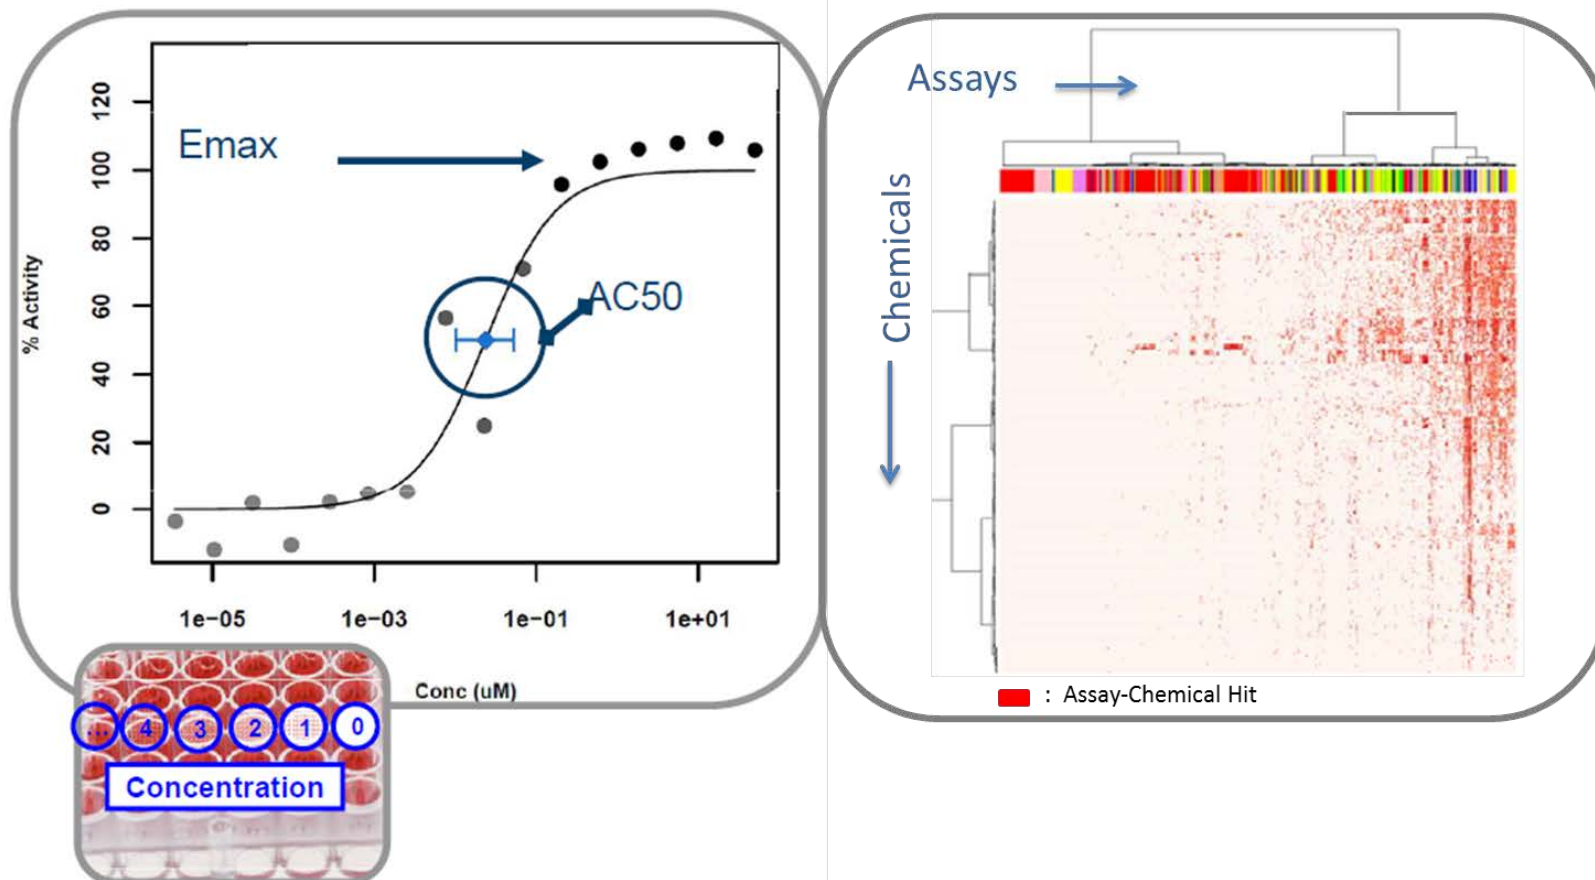 120
100
80
60
40
20
0
% Activity
Emax
AC50
1e−05
1e−03
1e−01
1e+01
Conc (uM)
... 4 3 2 1 0
Concentration
Assays
Chemicals
: Assay-Chemical Hit